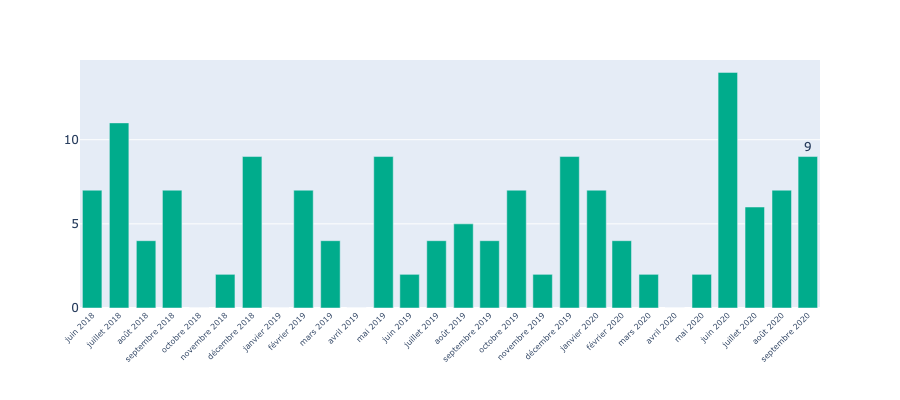 10
5
0
9
juin 2018
juillet 2018
août 2018
septembre 2018
octobre 2018
novembre 2018
décembre 2018
janvier 2019
février 2019
mars 2019
avril 2019
mai 2019
juin 2019
juillet 2019
août 2019
septembre 2019
octobre 2019
novembre 2019
décembre 2019
janvier 2020
février 2020
mars 2020
avril 2020
mai 2020
juin 2020
juillet 2020
août 2020
septembre 2020